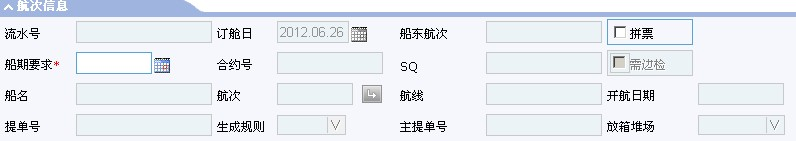 航次信息
流水号 订舱日 2012.06.26 船东航次 拼票
船期要求* 合约号 SQ 需边检
船名 航次 航线 开航日期
提单号 生成规则 主提单号 放箱堆场